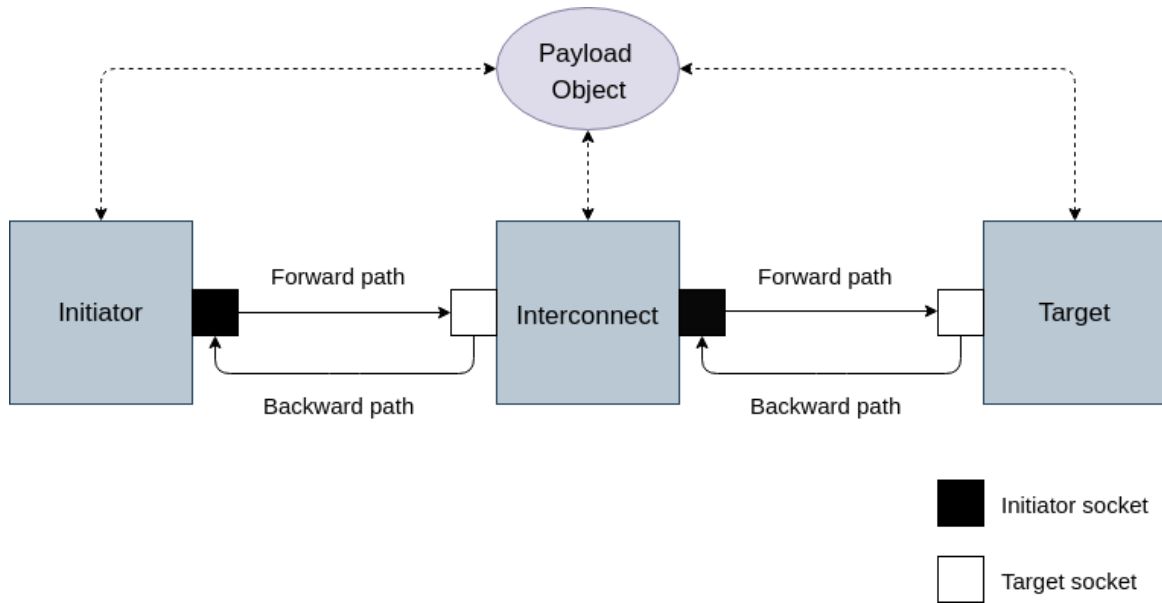 Payload
Object
Forward path
Forward path
Initiator
Interconnect
Target
Backward path
Backward path
Initiator socket
Target socket